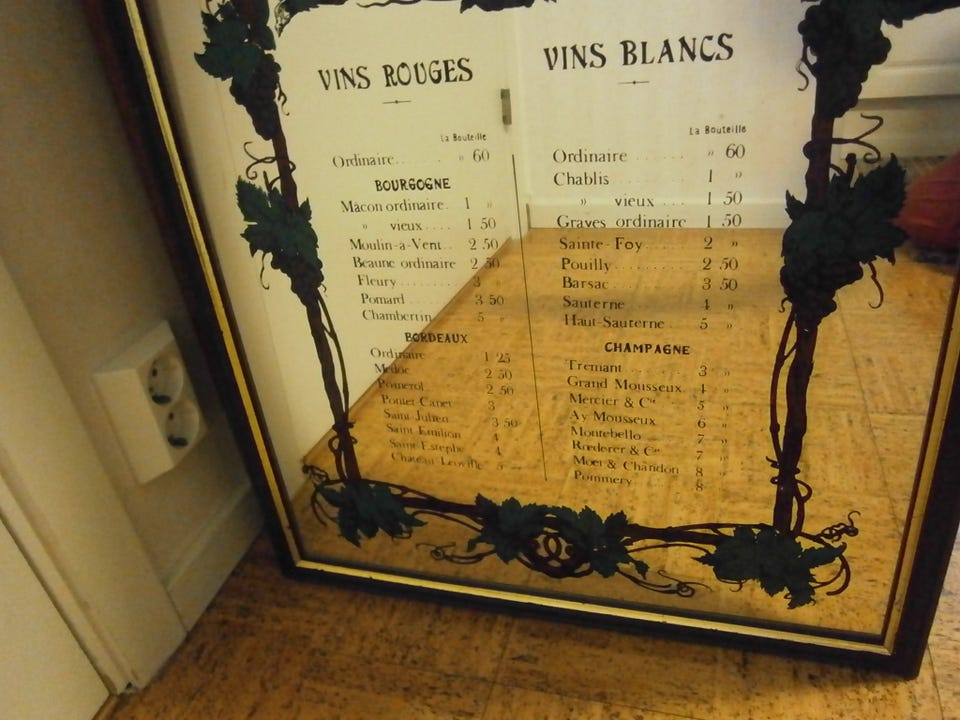 VINS ROUGES
La Bouteille
Ordinaire...... » 60
BOURGOGNE
Mâcon ordinaire. 1 »
» vieux.... 1 50
Moulin-à-Vent.. 2 50
Beaune ordinaire 2 50
Fleury........ 3 »
Pomard........ 3 50
Chambertin.... 5 »
BORDEAUX
Ordinaire 1 25
Médoc 2 50
Pomerol 2 50
Pontet-Canet 3
Saint-Julien 3 50
Saint-Emilion 4
Saint-Estèphe 4
Chateau-Léoville 5
VINS BLANCS
La Bouteille
Ordinaire...... » 60
Chablis........ 1 »
» vieux.... 1 50
Graves ordinaire 1 50
Sainte-Foy..... 2 »
Pouilly........ 2 50
Barsac........ 3 50
Sauterne...... 4 »
Haut-Sauterne. 5 »
CHAMPAGNE
Tremant...... 3 »
Grand Mousseux. 4 »
Mercier & Cie 5 »
Ay Mousseux 6 »
Montebello 7 »
Rœderer & Cie 7 »
Moët & Chandon 8 »
Pommery 8 »